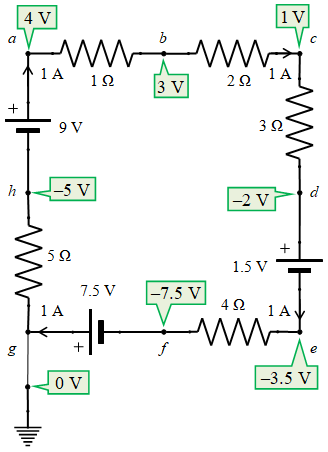 4 V
1 V
a
b
c
1 A
1 Ω
3 V
2 Ω
1 A
+
9 V
3 Ω
h
–5 V
–2 V
d
5 Ω
+
1.5 V
7.5 V
–7.5 V
4 Ω
1 A
1 A
+
g
f
e
0 V
–3.5 V